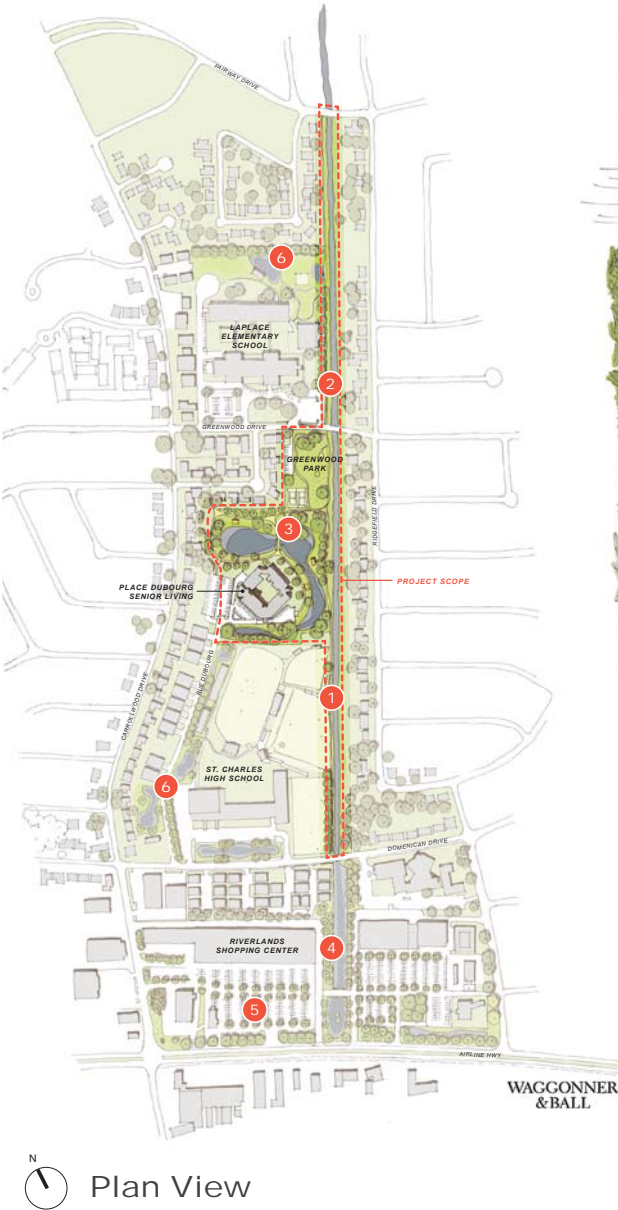 FAIRWAY DRIVE
6
LAPLACE
ELEMENTARY
SCHOOL
2
GREENWOOD DRIVE
GREENWOOD
PARK
RIDGEFIELD DRIVE
3
PLACE DUBOURG
SENIOR LIVING
PROJECT SCOPE
RUE DUBOURG
CARROLLWOOD DRIVE
1
ST. CHARLES
HIGH SCHOOL
6
DOMENICAN DRIVE
RIVERLANDS
SHOPPING CENTER
4
5
AIRLINE HWY
WAGGONNER
&BALL
N
Plan View